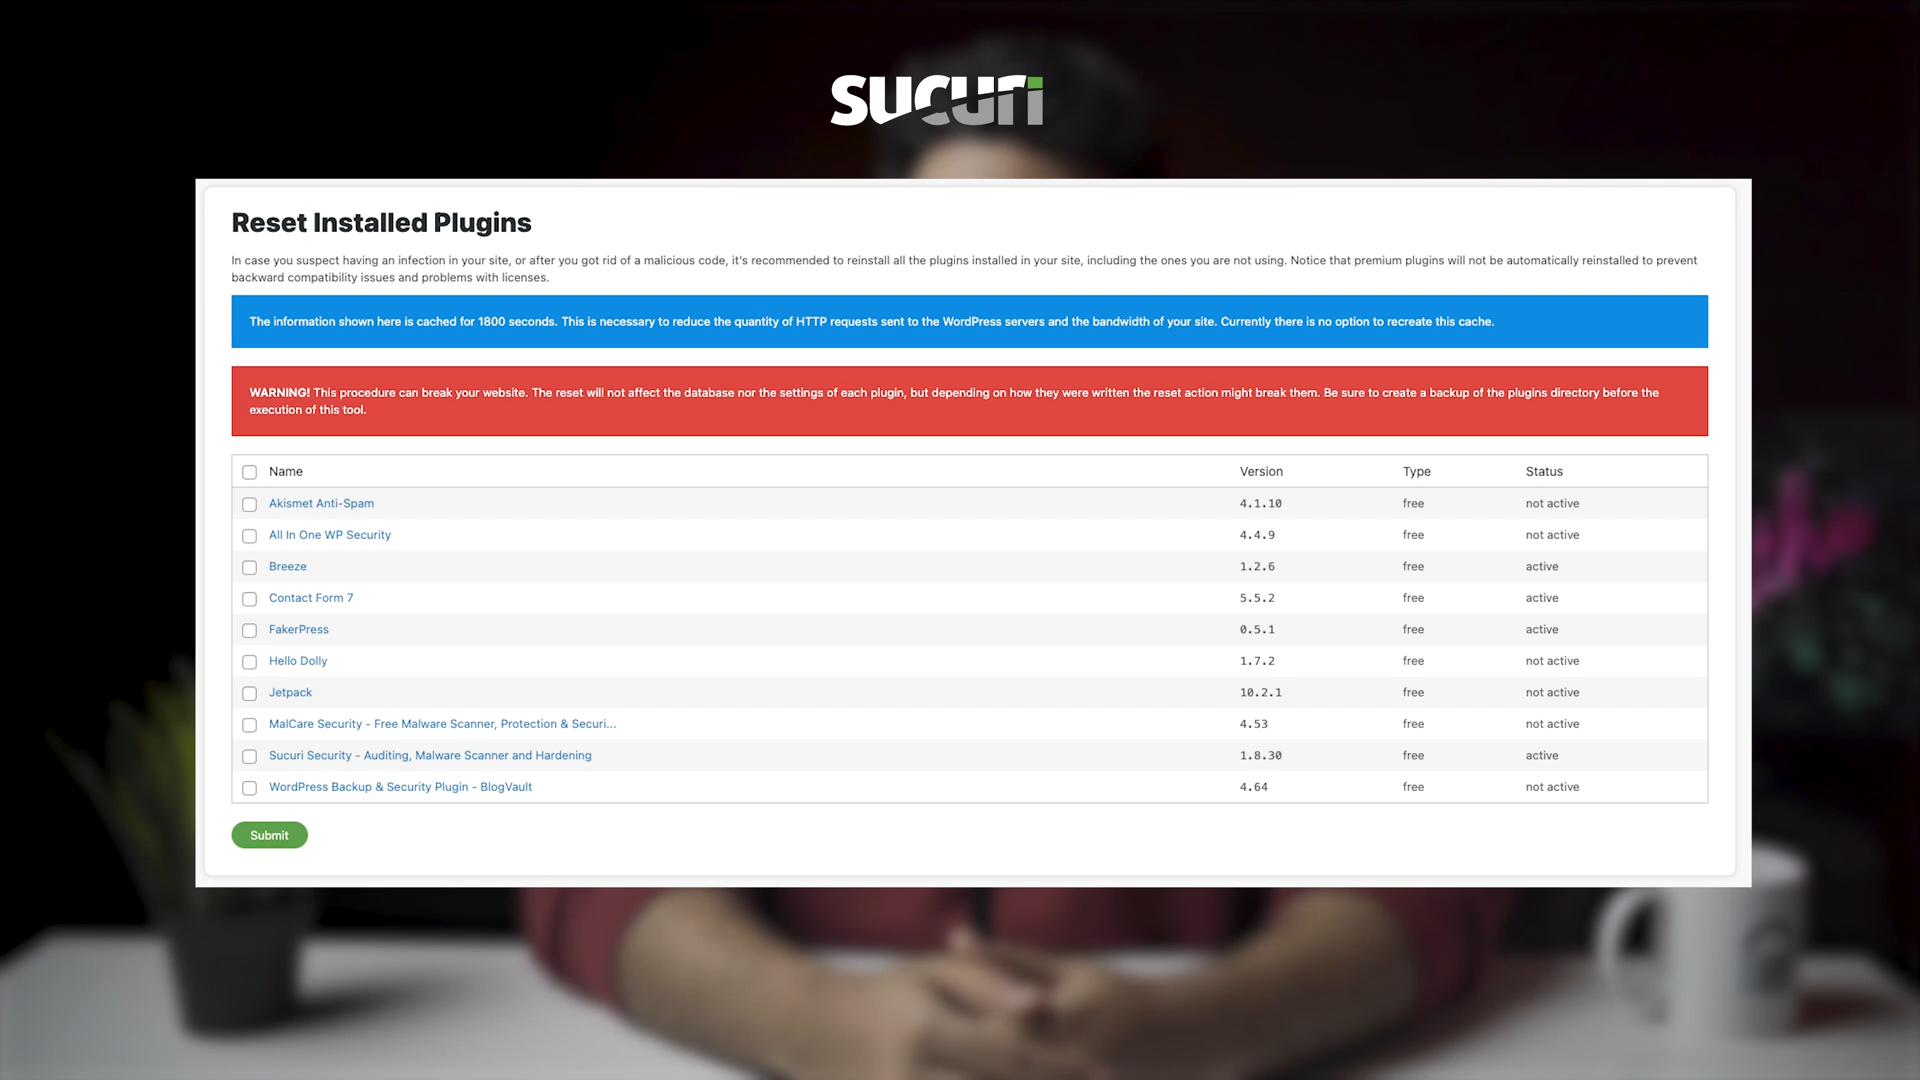 sucuri
Reset Installed Plugins
In case you suspect having an infection in your site, or after you got rid of a malicious code, it's recommended to reinstall all the plugins installed in your site, including the ones you are not using. Notice that premium plugins will not be automatically reinstalled to prevent
backward compatibility issues and problems with licenses.
The information shown here is cached for 1800 seconds. This is necessary to reduce the quantity of HTTP requests sent to the WordPress servers and the bandwidth of your site. Currently there is no option to recreate this cache.
WARNING! This procedure can break your website. The reset will not affect the database nor the settings of each plugin, but depending on how they were written the reset action might break them. Be sure to create a backup of the plugins directory before the
execution of this tool.
Name Version Type Status
Akismet Anti-Spam 4.1.10 free not active
All In One WP Security 4.4.9 free not active
Breeze 1.2.6 free active
Contact Form 7 5.5.2 free active
FakerPress 0.5.1 free active
Hello Dolly 1.7.2 free not active
Jetpack 10.2.1 free not active
MalCare Security - Free Malware Scanner, Protection & Securi... 4.53 free not active
Sucuri Security - Auditing, Malware Scanner and Hardening 1.8.30 free active
WordPress Backup & Security Plugin - BlogVault 4.64 free not active
Submit